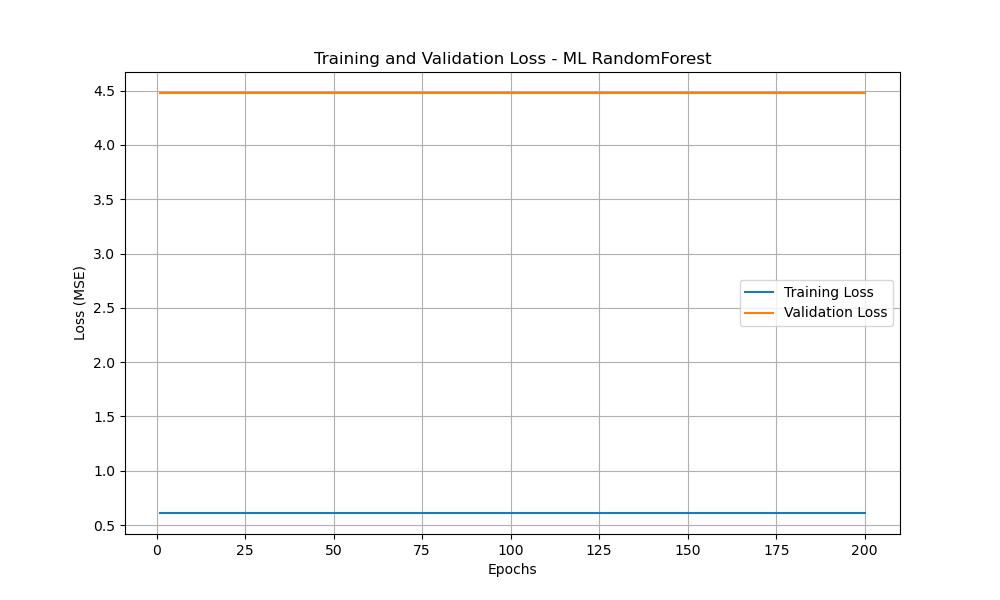 Training and Validation Loss - ML RandomForest
4.5
4.0
3.5
3.0
2.5
2.0
1.5
1.0
0.5
Loss (MSE)
Training Loss
Validation Loss
0 25 50 75 100 125 150 175 200
Epochs